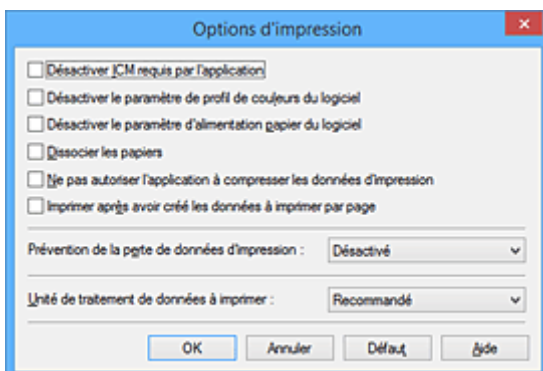 Options d'impression
Désactiver ICM requis par l'application
Désactiver le paramètre de profil de couleurs du logiciel
Désactiver le paramètre d'alimentation papier du logiciel
Dissocier les papiers
Ne pas autoriser l'application à compresser les données d'impression
Imprimer après avoir créé les données à imprimer par page
Prévention de la perte de données d'impression : Désactivé
Unité de traitement de données à imprimer : Recommandé
OK Annuler Défaut Aide